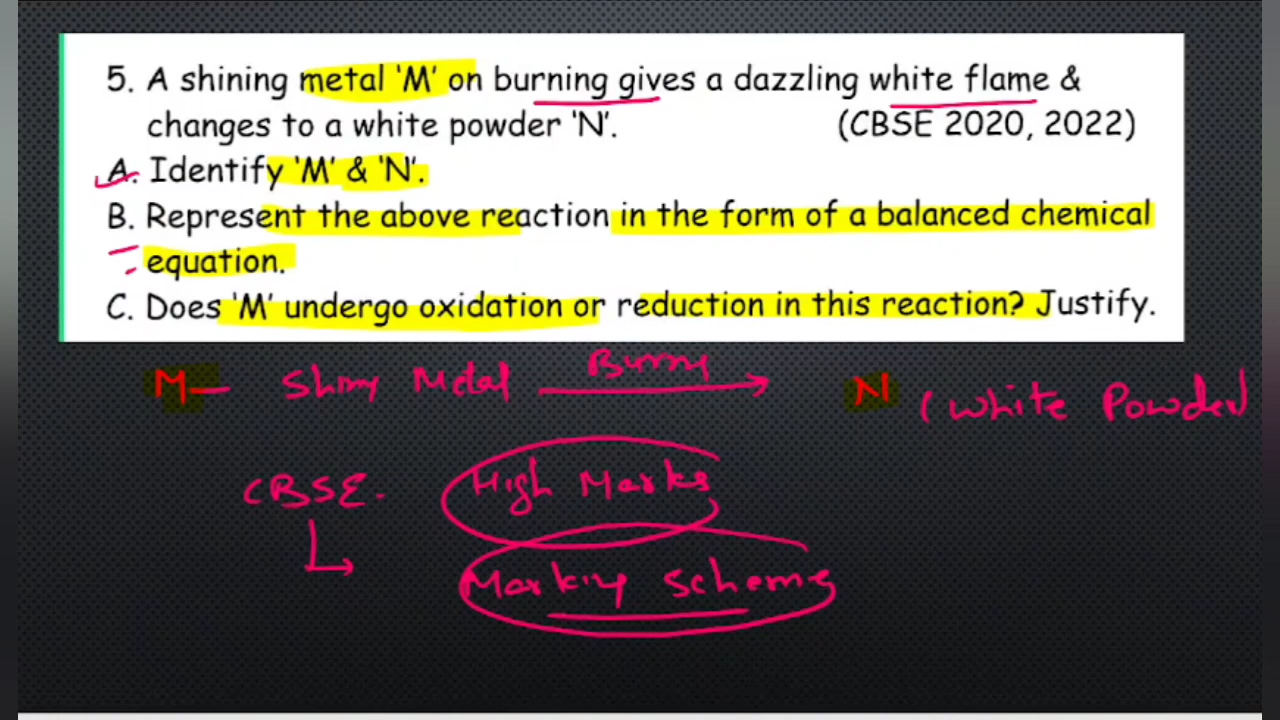 5. A shining metal 'M' on burning gives a dazzling white flame &
changes to a white powder 'N'. (CBSE 2020, 2022)
A. Identify 'M' & 'N'.
B. Represent the above reaction in the form of a balanced chemical
equation.
C. Does 'M' undergo oxidation or reduction in this reaction? Justify.
M— Shiny Metal Burny N (White Powder)
CBSE. High Marks
Marking Scheme